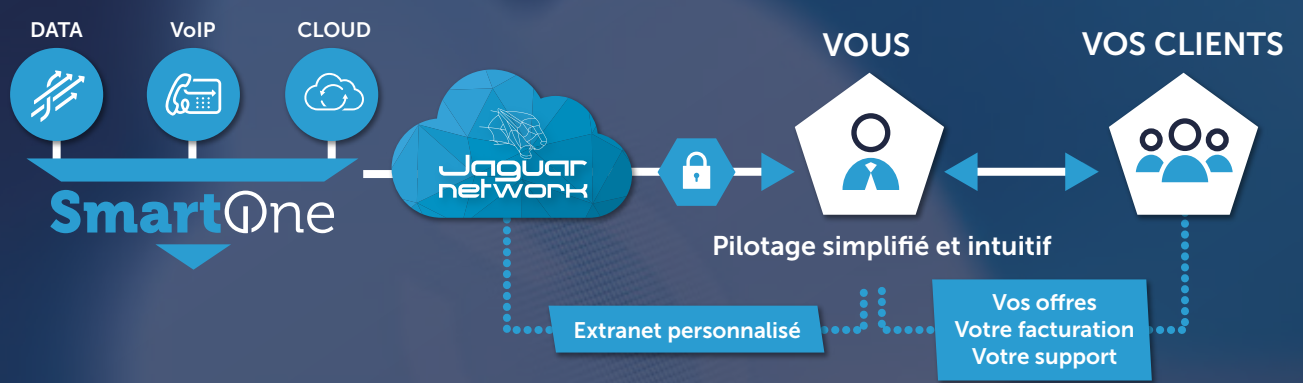 DATA
VoIP
CLOUD
SmartOne
Jaguar
network
VOUS
VOS CLIENTS
Pilotage simplifié et intuitif
Extranet personnalisé
Vos offres
Votre facturation
Votre support